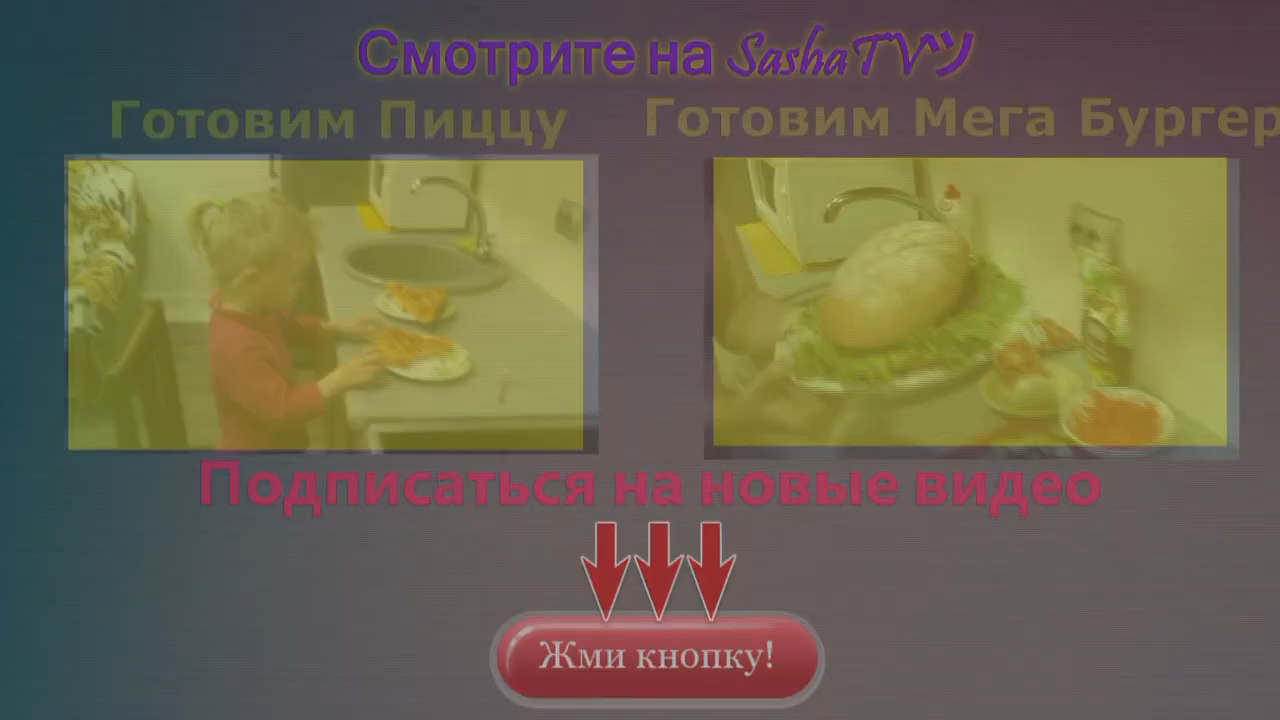 Смотрите на SashaTVツ
Готовим Пиццу
Готовим Мега Бургер
Подписаться на новые видео
Жми кнопку!